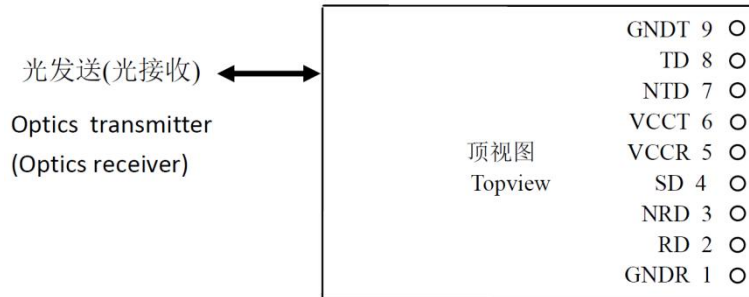 光发送(光接收)
Optics transmitter
(Optics receiver)
顶视图
Topview
GNDT 9
TD 8
NTD 7
VCCT 6
VCCR 5
SD 4
NRD 3
RD 2
GNDR 1